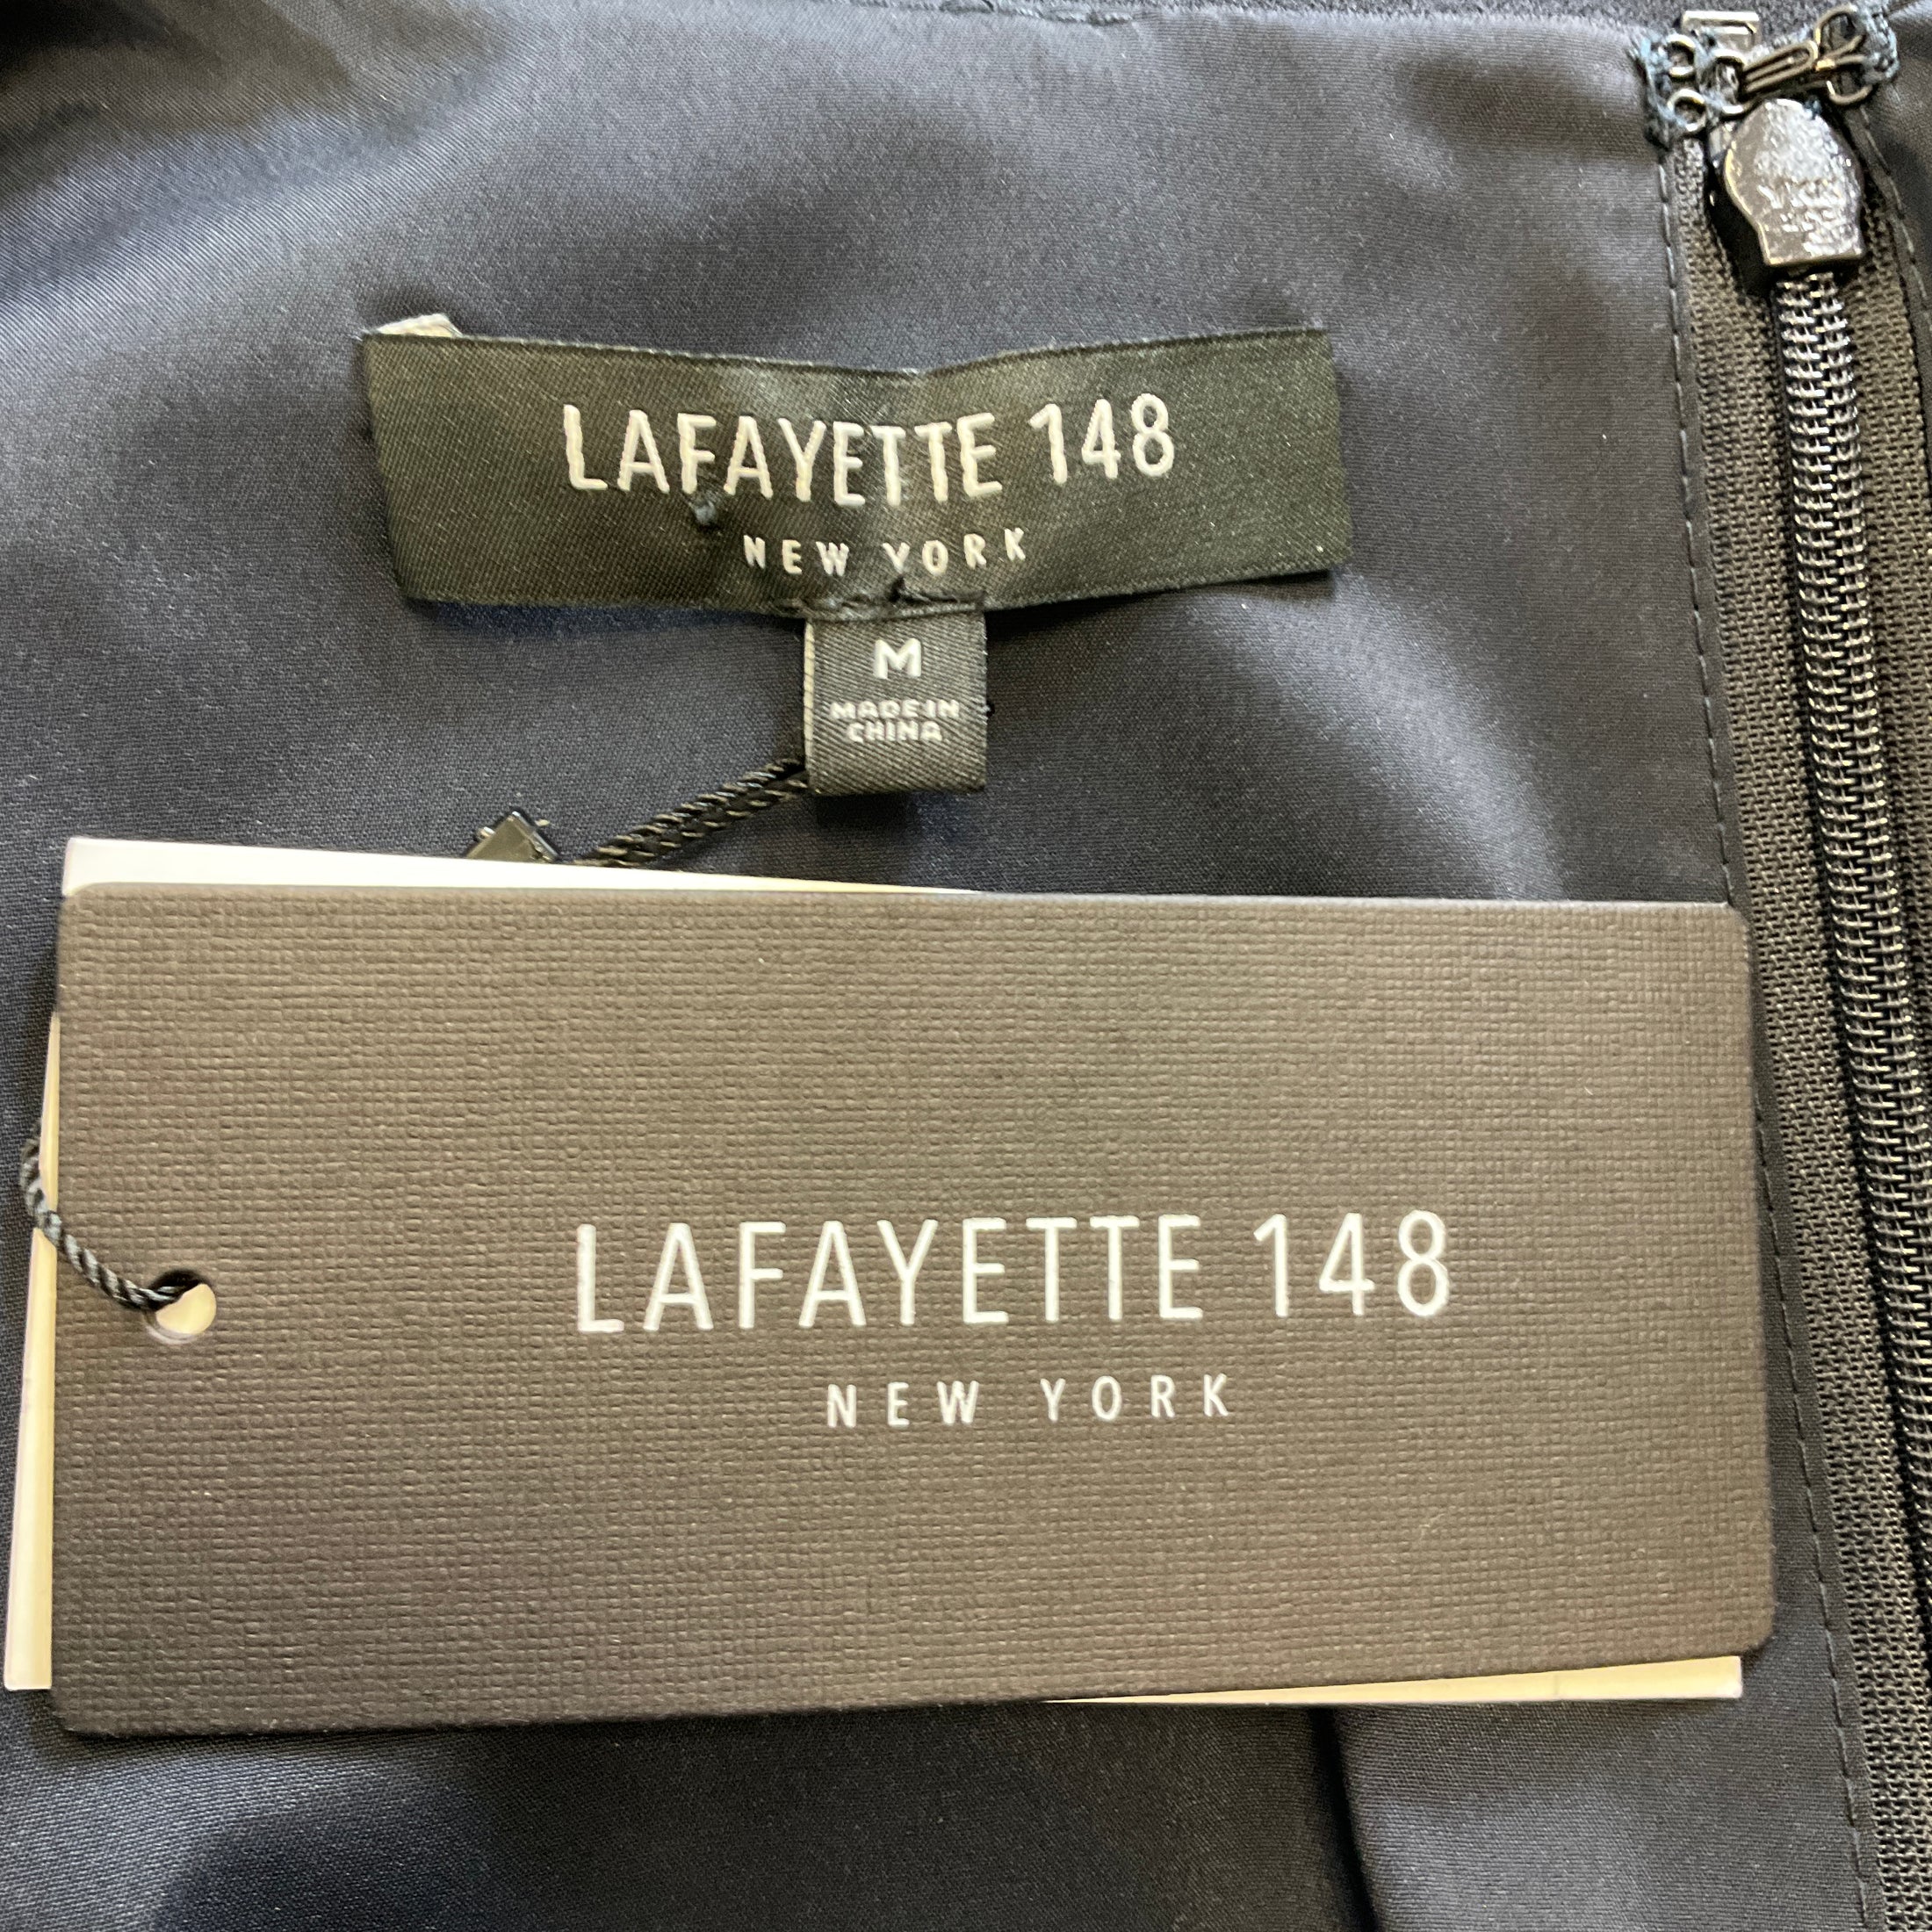 LAFAYETTE 148
NEW YORK
M
MADE IN
CHINA
LAFAYETTE 148
NEW YORK